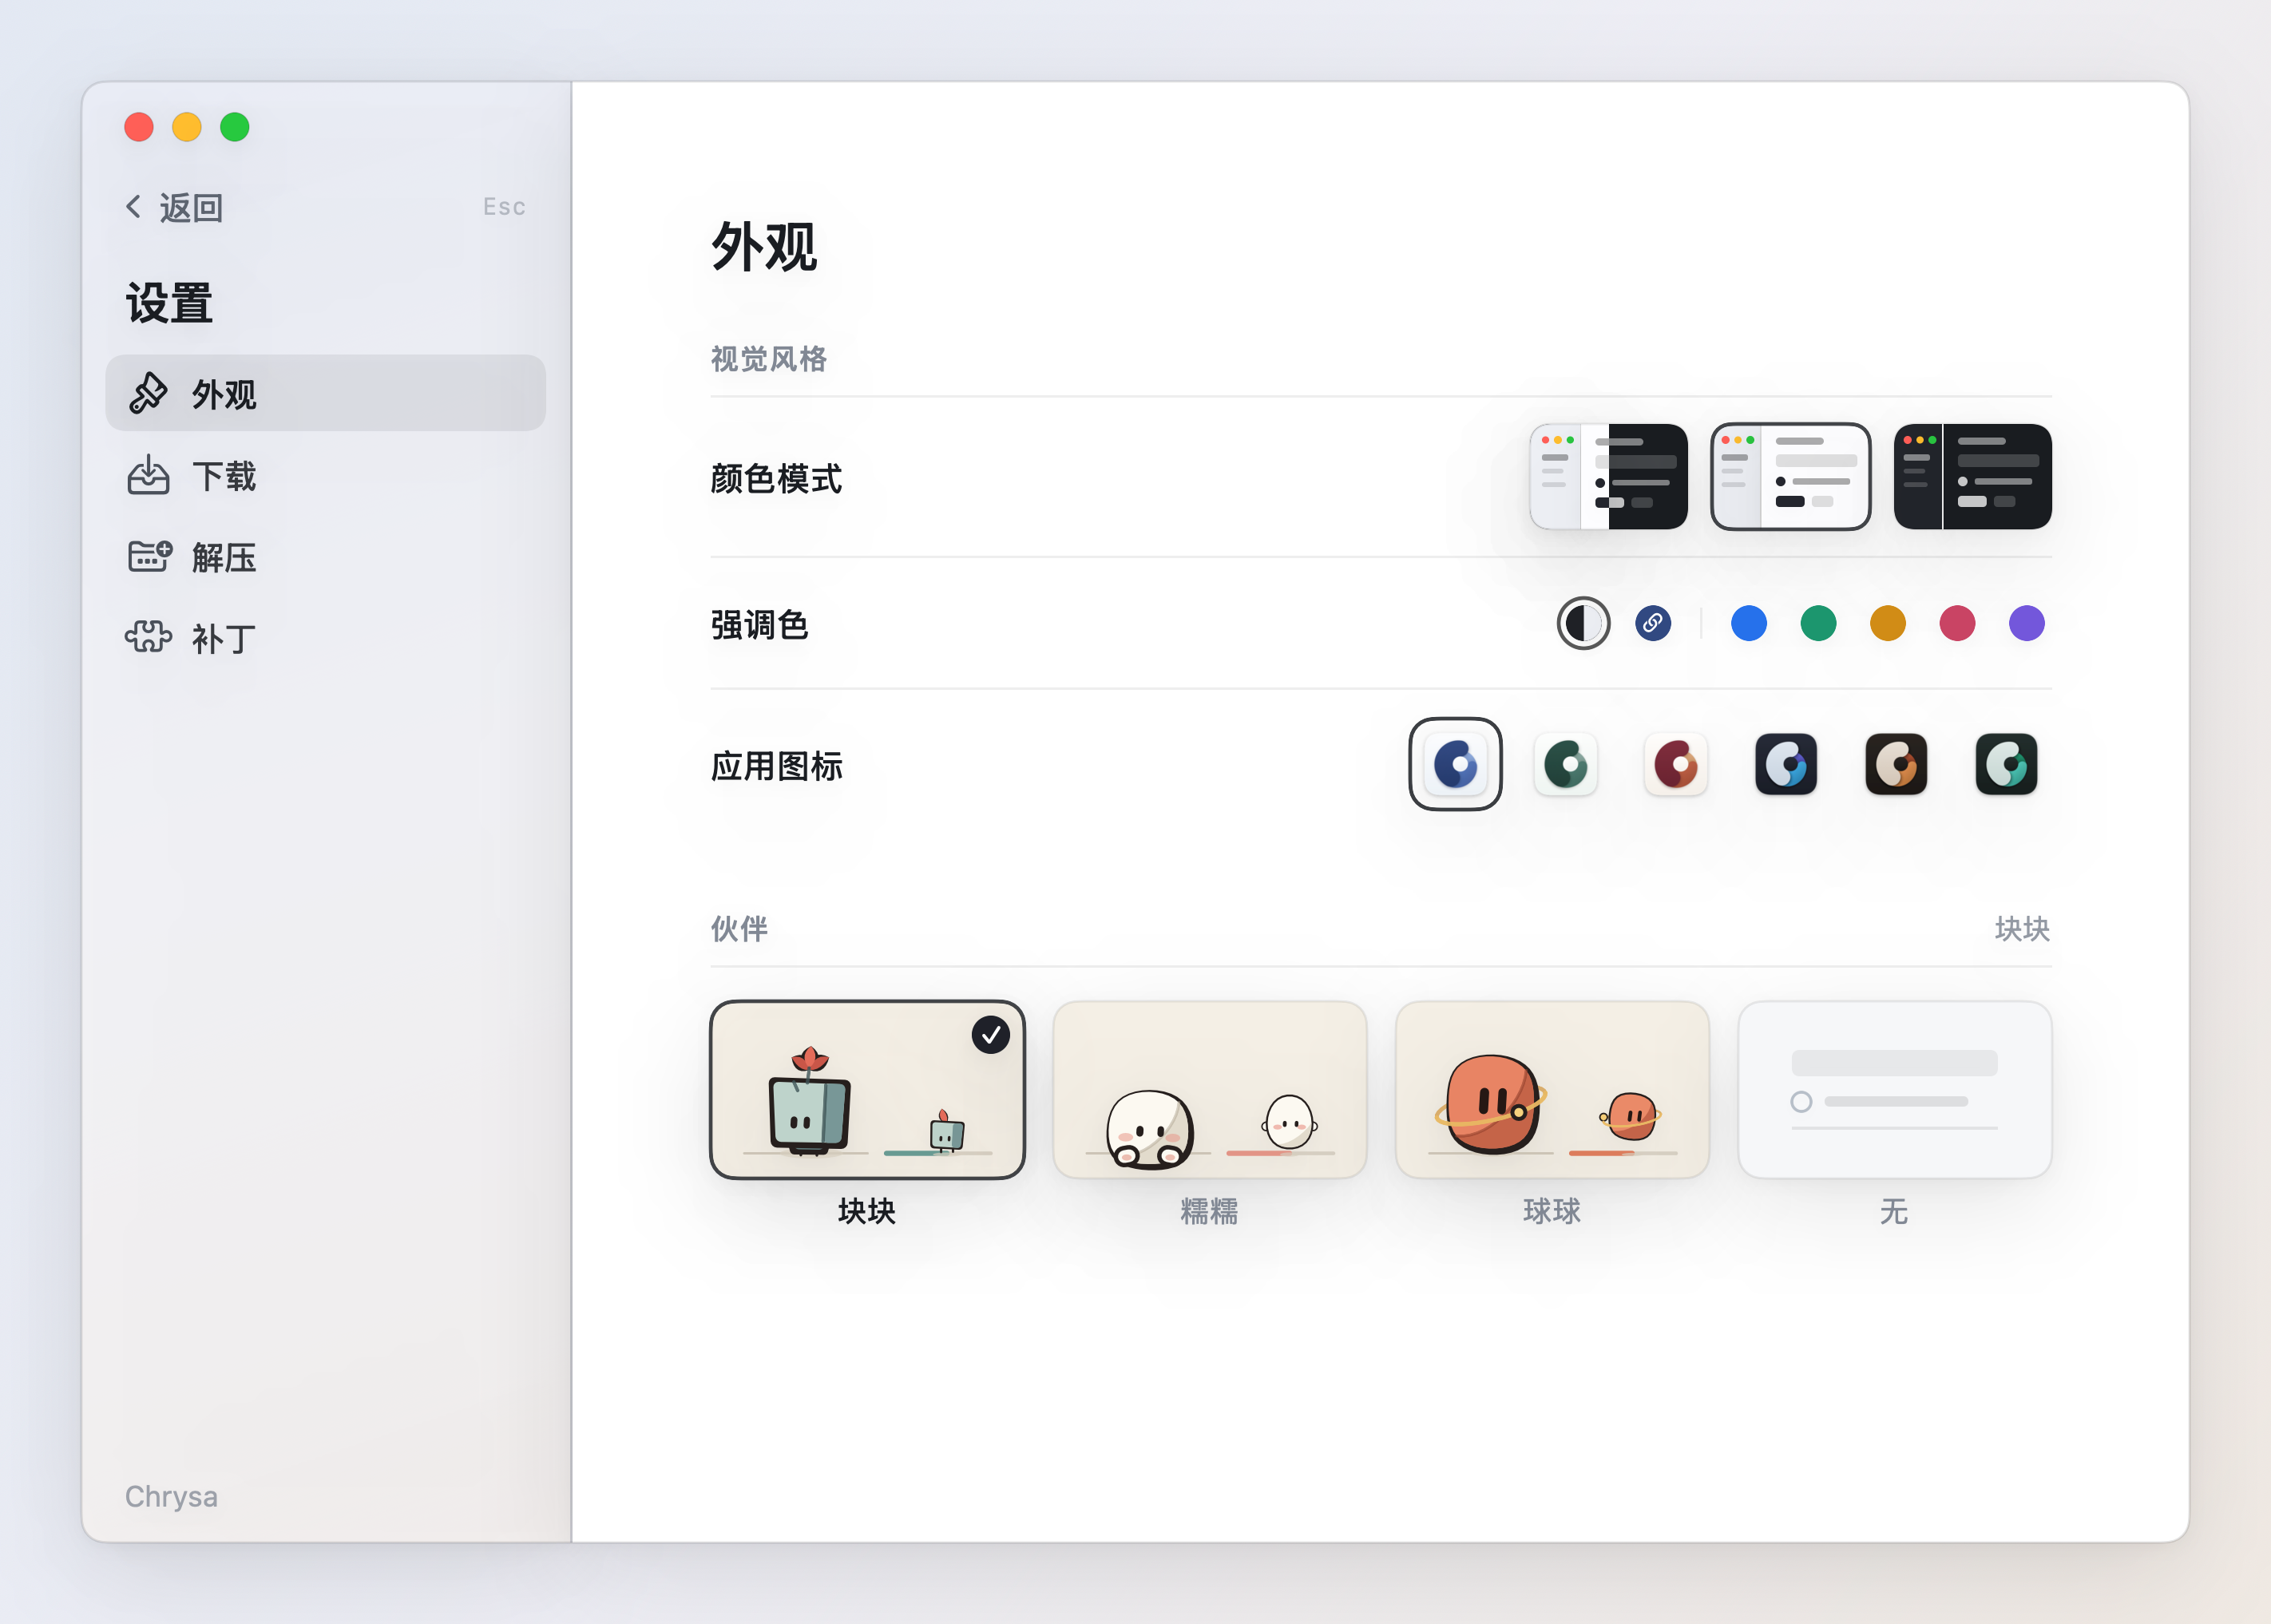 返回
Esc
设置
外观
下载
解压
补丁
Chrysa
外观
视觉风格
颜色模式
强调色
应用图标
伙伴
块块
块块
糯糯
球球
无